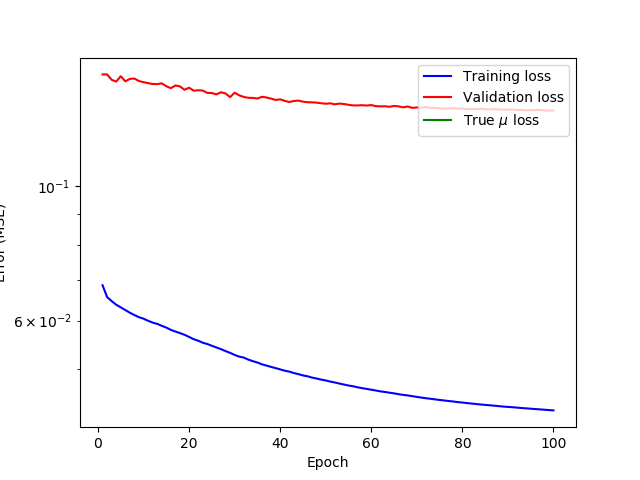 Training loss
Validation loss
True μ loss
10⁻¹
6 × 10⁻²
Error (MSE)
0 20 40 60 80 100
Epoch